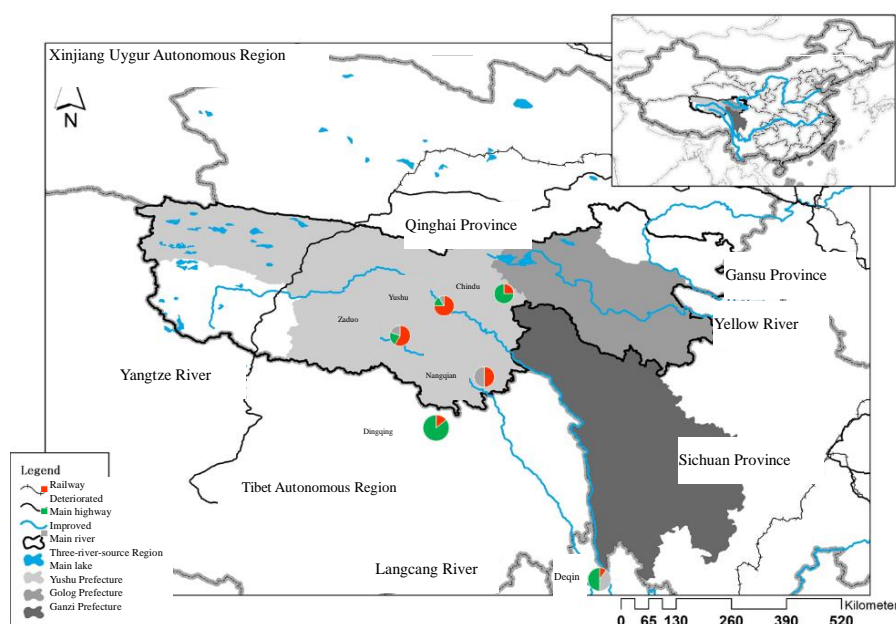 Xinjiang Uygur Autonomous Region
N
Qinghai Province
Gansu Province
Chindu
Yushu
Zaduo
Yellow River
Yangtze River
Nangqian
Dingqing
Sichuan Province
Tibet Autonomous Region
Langcang River
Deqin
Legend
Railway
Deteriorated
Main highway
Improved
Main river
Three-river-source Region
Main lake
Yushu Prefecture
Golog Prefecture
Ganzi Prefecture
Kilometer
0 65 130 260 390 520